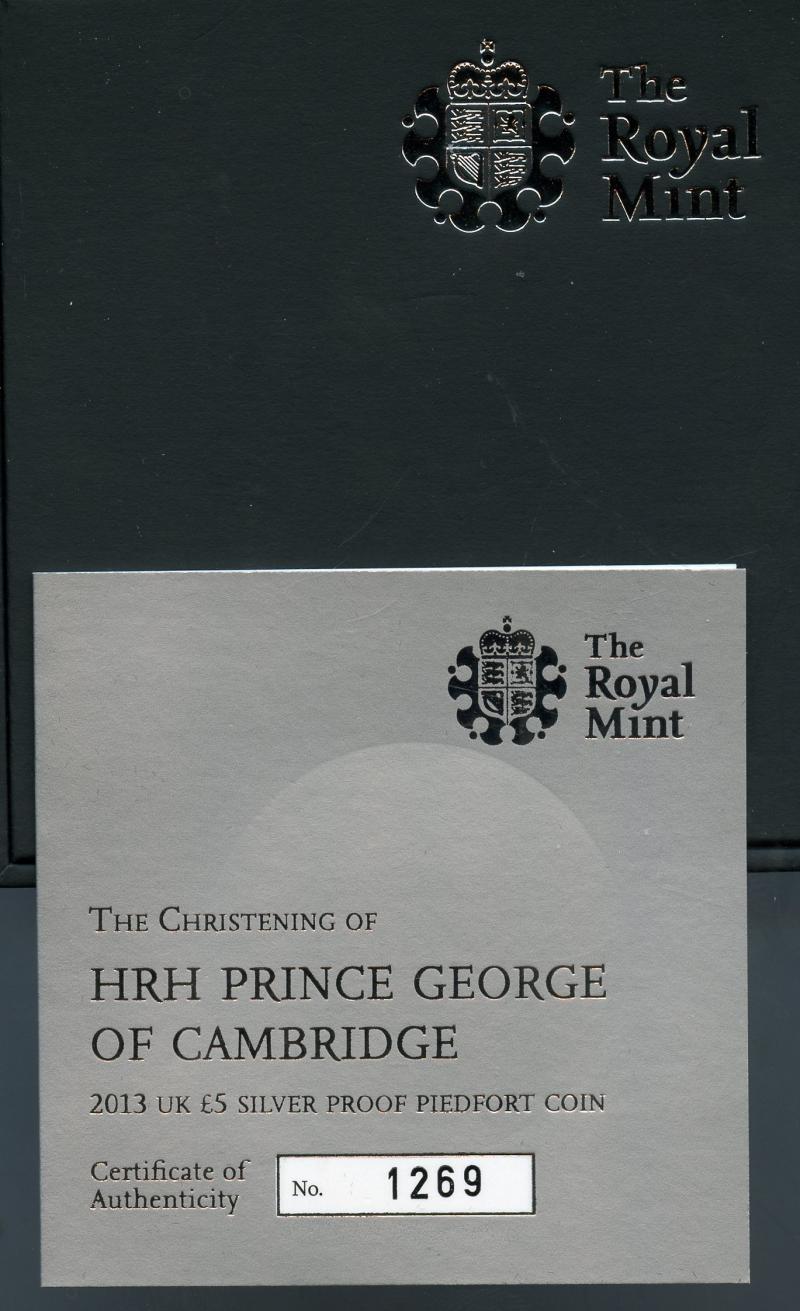 The
Royal
Mint
The
Royal
Mint
THE CHRISTENING OF
HRH PRINCE GEORGE
OF CAMBRIDGE
2013 UK £5 SILVER PROOF PIEDFORT COIN
Certificate of
Authenticity
No. 1269